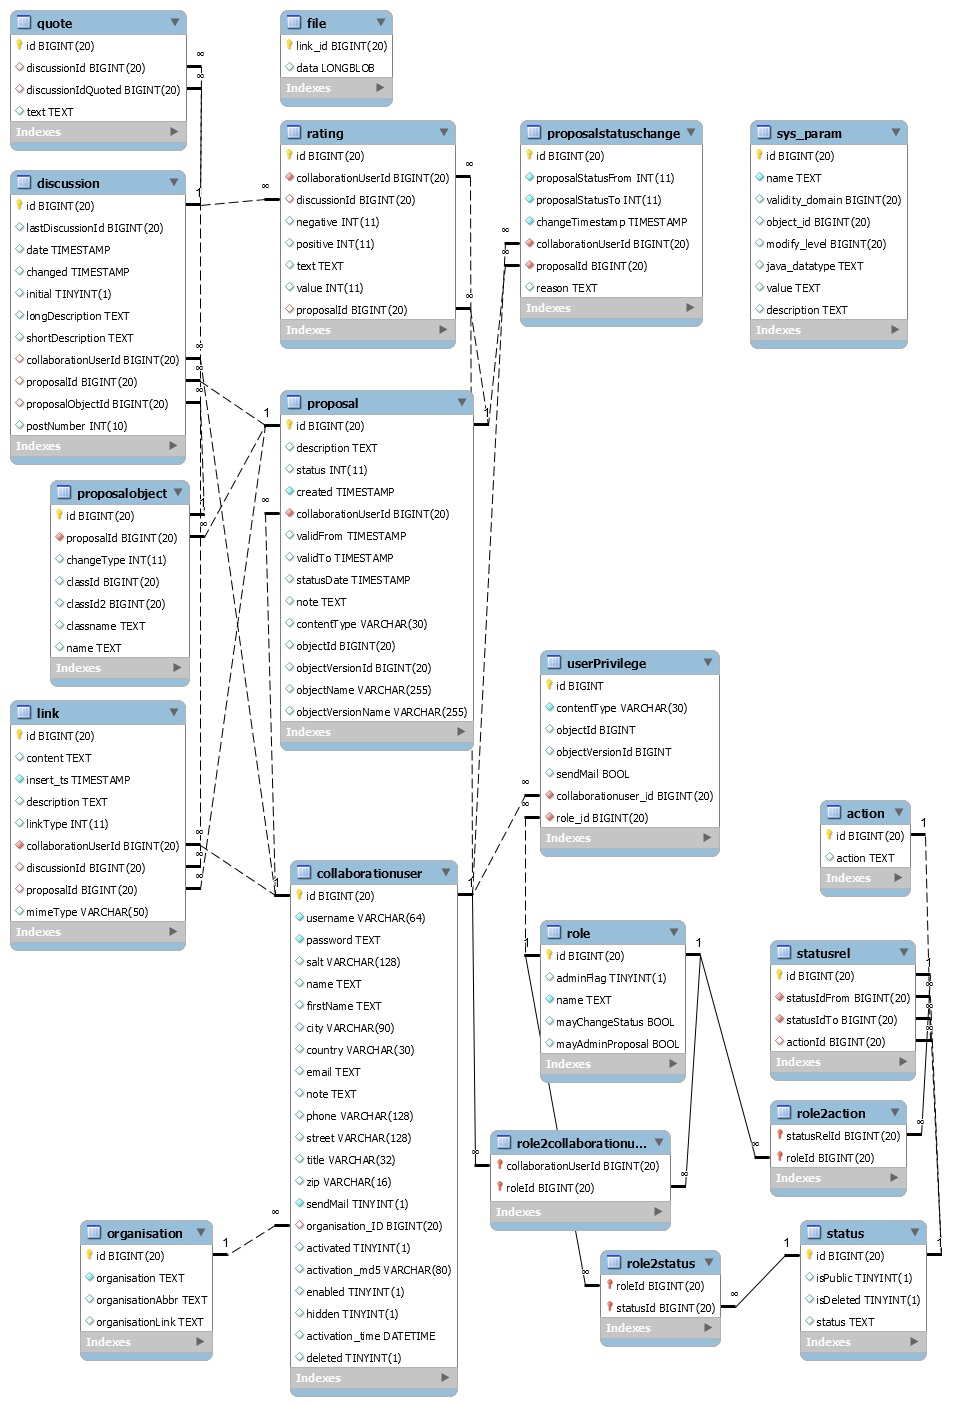 quote
id BIGINT(20)
discussionId BIGINT(20)
discussionIdQuoted BIGINT(20)
text TEXT
Indexes
file
link_id BIGINT(20)
data LONGBLOB
Indexes
rating
id BIGINT(20)
collaborationUserId BIGINT(20)
discussionId BIGINT(20)
negative INT(11)
positive INT(11)
text TEXT
value INT(11)
proposalId BIGINT(20)
Indexes
proposalstatuschange
id BIGINT(20)
proposalStatusFrom INT(11)
proposalStatusTo INT(11)
changeTimestamp TIMESTAMP
collaborationUserId BIGINT(20)
proposalId BIGINT(20)
reason TEXT
Indexes
sys_param
id BIGINT(20)
name TEXT
validity_domain BIGINT(20)
object_id BIGINT(20)
modify_level BIGINT(20)
java_datatype TEXT
value TEXT
description TEXT
Indexes
discussion
id BIGINT(20)
lastDiscussionId BIGINT(20)
date TIMESTAMP
changed TIMESTAMP
initial TINYINT(1)
longDescription TEXT
shortDescription TEXT
collaborationUserId BIGINT(20)
proposalId BIGINT(20)
proposalObjectId BIGINT(20)
postNumber INT(10)
Indexes
proposal
id BIGINT(20)
description TEXT
status INT(11)
created TIMESTAMP
collaborationUserId BIGINT(20)
validFrom TIMESTAMP
validTo TIMESTAMP
statusDate TIMESTAMP
note TEXT
contentType VARCHAR(30)
objectId BIGINT(20)
objectVersionId BIGINT(20)
objectName VARCHAR(255)
objectVersionName VARCHAR(255)
Indexes
proposalobject
id BIGINT(20)
proposalId BIGINT(20)
changeType INT(11)
classId BIGINT(20)
classId2 BIGINT(20)
classname TEXT
name TEXT
Indexes
link
id BIGINT(20)
content TEXT
insert_ts TIMESTAMP
description TEXT
linkType INT(11)
collaborationUserId BIGINT(20)
discussionId BIGINT(20)
proposalId BIGINT(20)
mimeType VARCHAR(50)
Indexes
userPrivilege
id BIGINT
contentType VARCHAR(30)
objectId BIGINT
objectVersionId BIGINT
sendMail BOOL
collaborationuser_id BIGINT(20)
role_id BIGINT(20)
Indexes
action
id BIGINT(20)
action TEXT
Indexes
collaborationuser
id BIGINT(20)
username VARCHAR(64)
password TEXT
salt VARCHAR(128)
name TEXT
firstName TEXT
city VARCHAR(90)
country VARCHAR(30)
email TEXT
note TEXT
phone VARCHAR(128)
street VARCHAR(128)
title VARCHAR(32)
zip VARCHAR(16)
sendMail TINYINT(1)
organisation_ID BIGINT(20)
activated TINYINT(1)
activation_md5 VARCHAR(80)
enabled TINYINT(1)
hidden TINYINT(1)
activation_time DATETIME
deleted TINYINT(1)
Indexes
role
id BIGINT(20)
adminFlag TINYINT(1)
name TEXT
mayChangeStatus BOOL
mayAdminProposal BOOL
Indexes
statusrel
id BIGINT(20)
statusIdFrom BIGINT(20)
statusIdTo BIGINT(20)
actionId BIGINT(20)
Indexes
role2action
statusRelId BIGINT(20)
roleId BIGINT(20)
Indexes
role2collaborationu...
collaborationUserId BIGINT(20)
roleId BIGINT(20)
Indexes
organisation
id BIGINT(20)
organisation TEXT
organisationAbbr TEXT
organisationLink TEXT
Indexes
role2status
roleId BIGINT(20)
statusId BIGINT(20)
Indexes
status
id BIGINT(20)
isPublic TINYINT(1)
isDeleted TINYINT(1)
status TEXT
Indexes